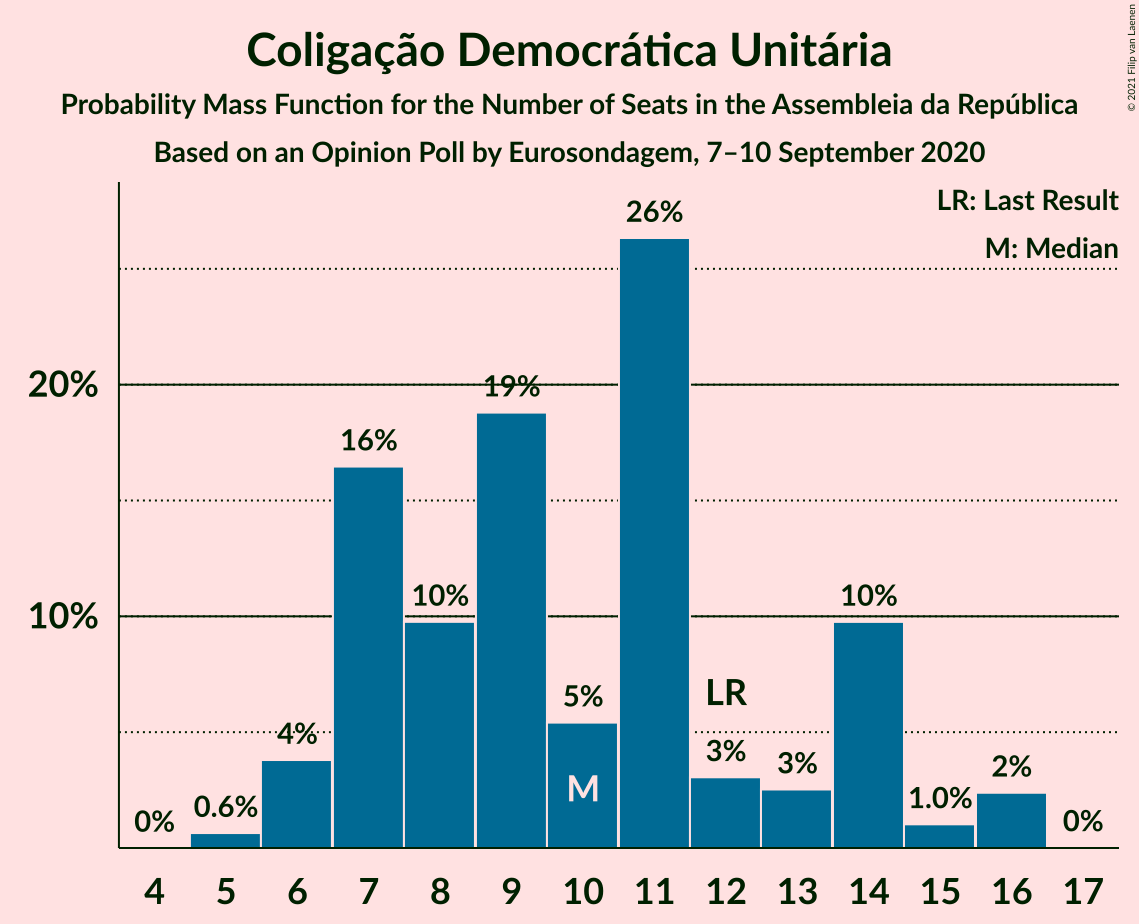 Coligação Democrática Unitária
Probability Mass Function for the Number of Seats in the Assembleia da República
Based on an Opinion Poll by Eurosondagem, 7–10 September 2020
© 2021 Filip van Laenen
LR: Last Result
M: Median
20%
10%
0%
0.6%
4%
16%
10%
19%
5%
26%
3%
3%
10%
1.0%
2%
0%
LR
M
4 5 6 7 8 9 10 11 12 13 14 15 16 17